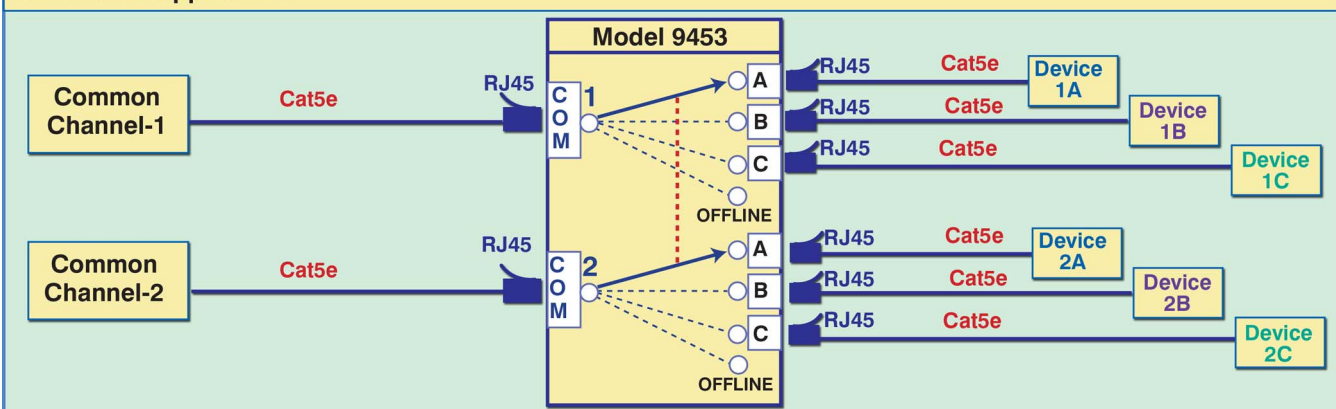 Model 9453
Common
Channel-1
Cat5e
RJ45
C
O
M
1
A
B
C
OFFLINE
RJ45
Cat5e
Device
1A
RJ45
Cat5e
Device
1B
RJ45
Cat5e
Device
1C
Common
Channel-2
Cat5e
RJ45
C
O
M
2
A
B
C
OFFLINE
RJ45
Cat5e
Device
2A
RJ45
Cat5e
Device
2B
RJ45
Cat5e
Device
2C